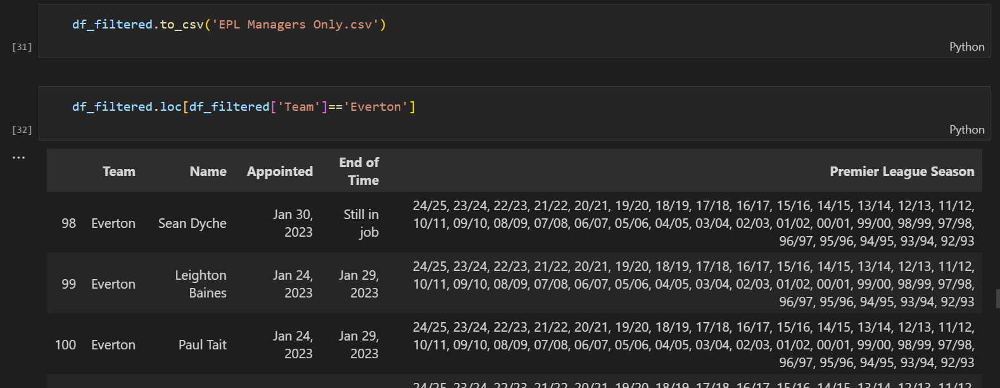 df_filtered.to_csv('EPL Managers Only.csv')
[31]
Python
df_filtered.loc[df_filtered['Team']=='Everton']
[32]
Python
...
Team Name Appointed End of Time Premier League Season
98 Everton Sean Dyche Jan 30, 2023 Still in job 24/25, 23/24, 22/23, 21/22, 20/21, 19/20, 18/19, 17/18, 16/17, 15/16, 14/15, 13/14, 12/13, 11/12,
10/11, 09/10, 08/09, 07/08, 06/07, 05/06, 04/05, 03/04, 02/03, 01/02, 00/01, 99/00, 98/99, 97/98,
96/97, 95/96, 94/95, 93/94, 92/93
99 Everton Leighton Baines Jan 24, 2023 Jan 29, 2023 24/25, 23/24, 22/23, 21/22, 20/21, 19/20, 18/19, 17/18, 16/17, 15/16, 14/15, 13/14, 12/13, 11/12,
10/11, 09/10, 08/09, 07/08, 06/07, 05/06, 04/05, 03/04, 02/03, 01/02, 00/01, 99/00, 98/99, 97/98,
96/97, 95/96, 94/95, 93/94, 92/93
100 Everton Paul Tait Jan 24, 2023 Jan 29, 2023 24/25, 23/24, 22/23, 21/22, 20/21, 19/20, 18/19, 17/18, 16/17, 15/16, 14/15, 13/14, 12/13, 11/12,
10/11, 09/10, 08/09, 07/08, 06/07, 05/06, 04/05, 03/04, 02/03, 01/02, 00/01, 99/00, 98/99, 97/98,
96/97, 95/96, 94/95, 93/94, 92/93
24/25, 23/24, 22/23, 21/22, 20/21, 19/20, 18/19, 17/18, 16/17, 15/16, 14/15, 13/14, 12/13, 11/12,